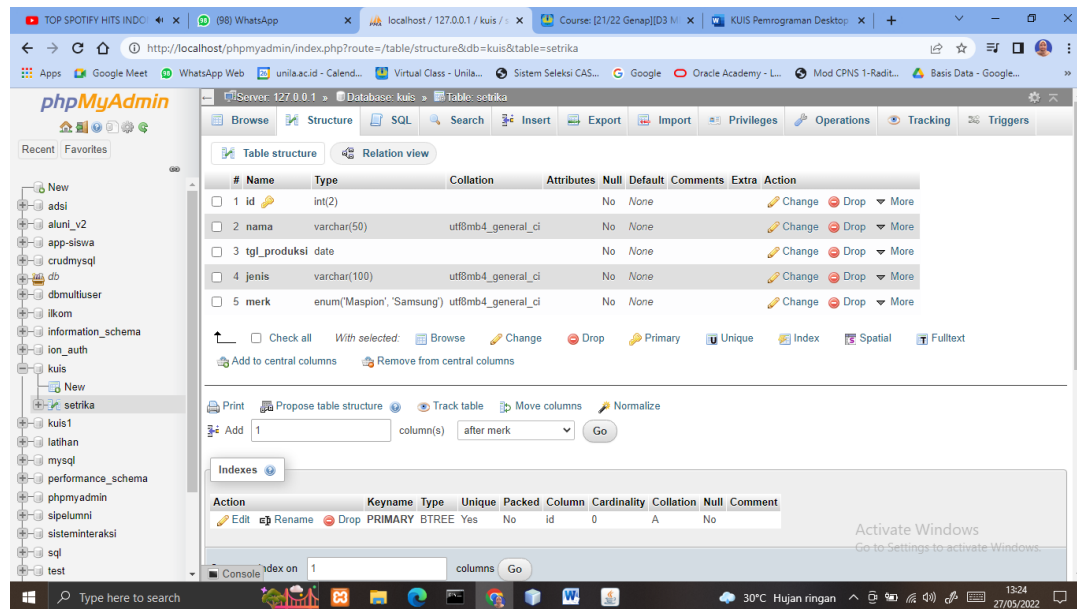 TOP SPOTIFY HITS INDO
(98) WhatsApp
localhost / 127.0.0.1 / kuis / s
Course: [21/22 Genap][D3 M
KUIS Pemrograman Desktop
http://localhost/phpmyadmin/index.php?route=/table/structure&db=kuis&table=setrika
Apps Google Meet WhatsApp Web unila.ac.id - Calend... Virtual Class - Unila... Sistem Seleksi CAS... Google Oracle Academy - L... Mod CPNS 1-Radit... Basis Data - Google... »
phpMyAdmin
Recent Favorites
New
adsi
aluni_v2
app-siswa
crudmysql
db
dbmultiuser
ilkom
information_schema
ion_auth
kuis
New
setrika
kuis1
latihan
mysql
performance_schema
phpmyadmin
sipelumni
sisteminteraksi
sql
test
Server: 127.0.0.1 » Database: kuis » Table: setrika
Browse Structure SQL Search Insert Export Import Privileges Operations Tracking Triggers
Table structure Relation view
# Name Type Collation Attributes Null Default Comments Extra Action
1 id int(2) No None Change Drop More
2 nama varchar(50) utf8mb4_general_ci No None Change Drop More
3 tgl_produksi date No None Change Drop More
4 jenis varchar(100) utf8mb4_general_ci No None Change Drop More
5 merk enum('Maspion', 'Samsung') utf8mb4_general_ci No None Change Drop More
Check all With selected: Browse Change Drop Primary Unique Index Spatial Fulltext
Add to central columns Remove from central columns
Print Propose table structure Track table Move columns Normalize
Add 1 column(s) after merk Go
Indexes
Action Keyname Type Unique Packed Column Cardinality Collation Null Comment
Edit Rename Drop PRIMARY BTREE Yes No id 0 A No
Activate Windows
Go to Settings to activate Windows.
index on 1 columns Go
Console
Type here to search
30°C Hujan ringan
13:24
27/05/2022